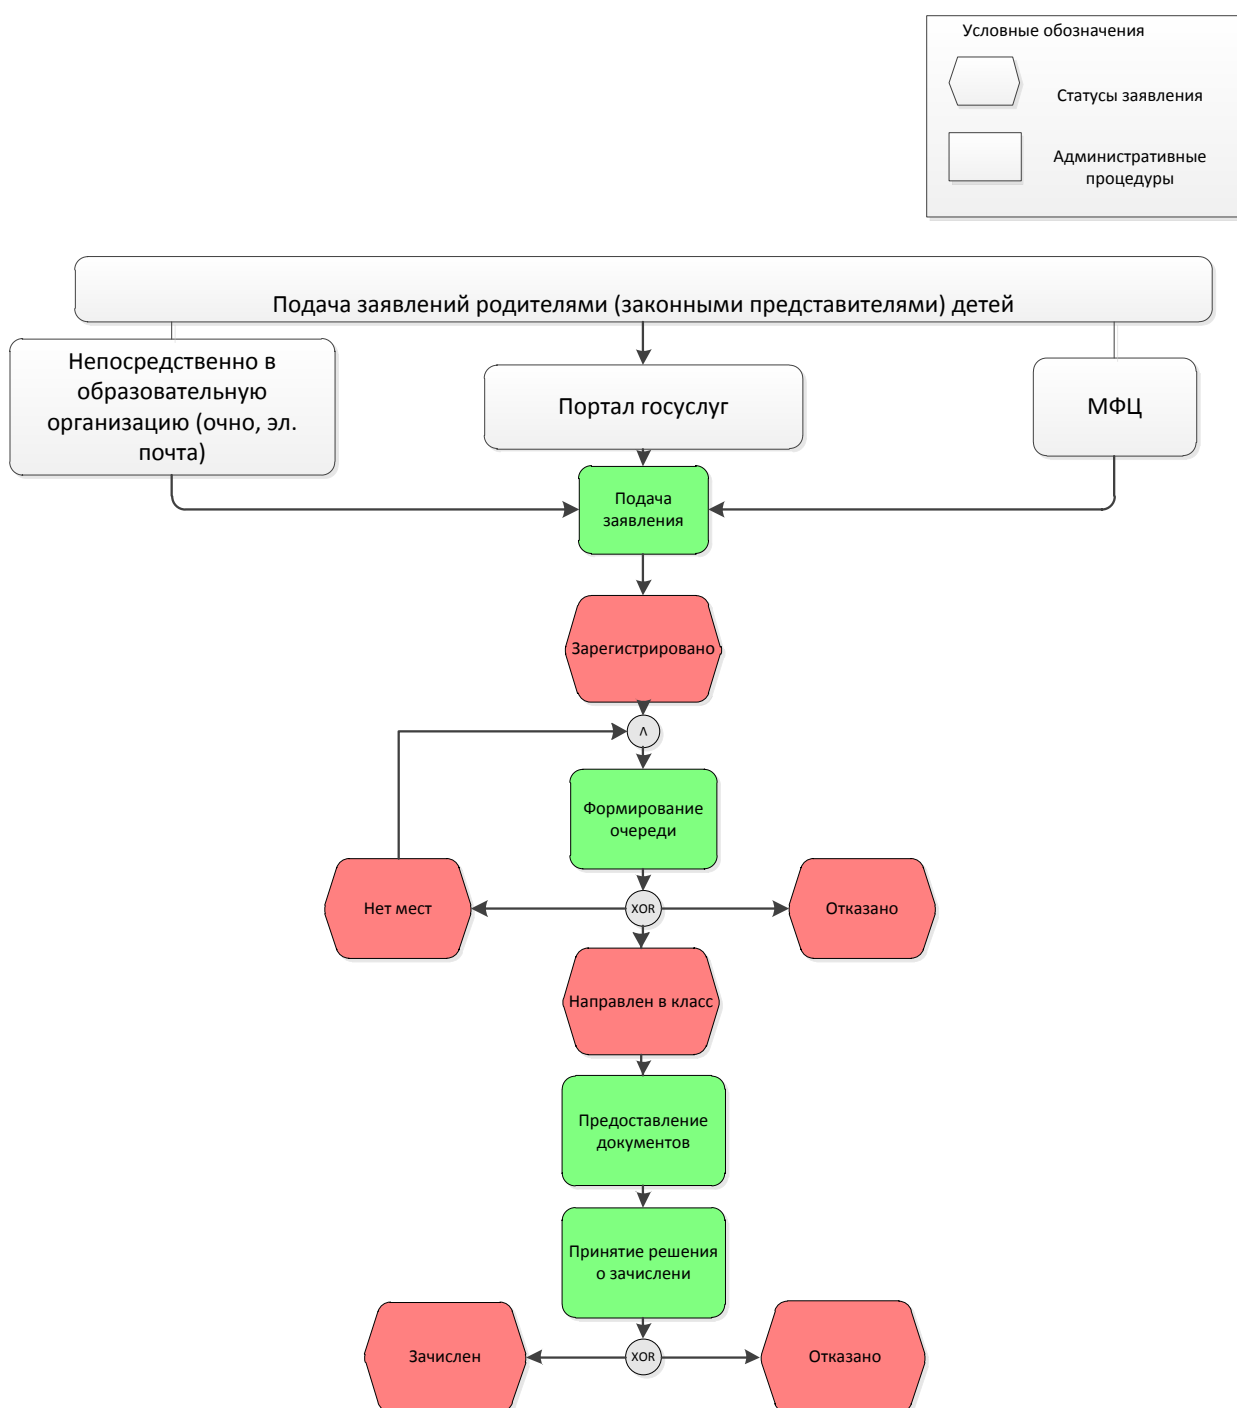 Условные обозначения
Статусы заявления
Административные
процедуры
Подача заявлений родителями (законными представителями) детей
Непосредственно в
образовательную
организацию (очно, эл.
почта)
Портал госуслуг
МФЦ
Подача
заявления
Зарегистрировано
Λ
Формирование
очереди
Нет мест
XOR
Отказано
Направлен в класс
Предоставление
документов
Принятие решения
о зачислени
Зачислен
XOR
Отказано